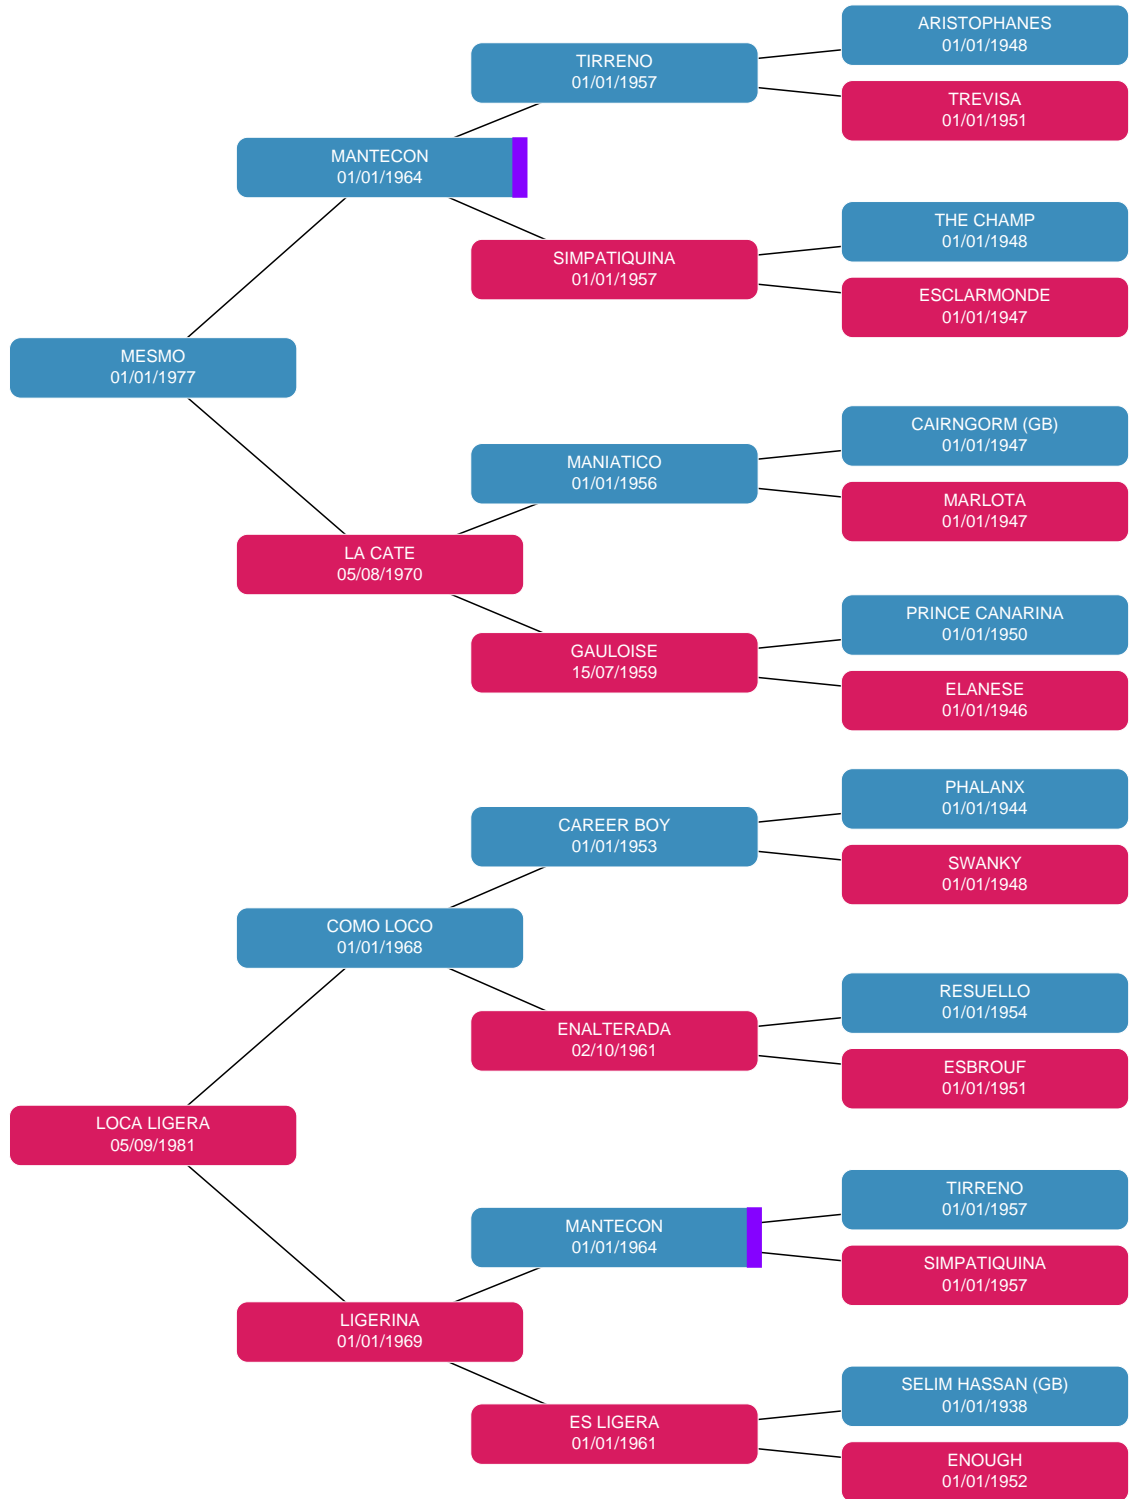 ARISTOPHANES
01/01/1948
TIRRENO
01/01/1957
TREVISA
01/01/1951
MANTECON
01/01/1964
THE CHAMP
01/01/1948
SIMPATIQUINA
01/01/1957
ESCLARMONDE
01/01/1947
MESMO
01/01/1977
CAIRNGORM (GB)
01/01/1947
MANIATICO
01/01/1956
MARLOTA
01/01/1947
LA CATE
05/08/1970
PRINCE CANARINA
01/01/1950
GAULOISE
15/07/1959
ELANESE
01/01/1946
PHALANX
01/01/1944
CAREER BOY
01/01/1953
SWANKY
01/01/1948
COMO LOCO
01/01/1968
RESUELLO
01/01/1954
ENALTERADA
02/10/1961
ESBROUF
01/01/1951
LOCA LIGERA
05/09/1981
TIRRENO
01/01/1957
MANTECON
01/01/1964
SIMPATIQUINA
01/01/1957
LIGERINA
01/01/1969
SELIM HASSAN (GB)
01/01/1938
ES LIGERA
01/01/1961
ENOUGH
01/01/1952